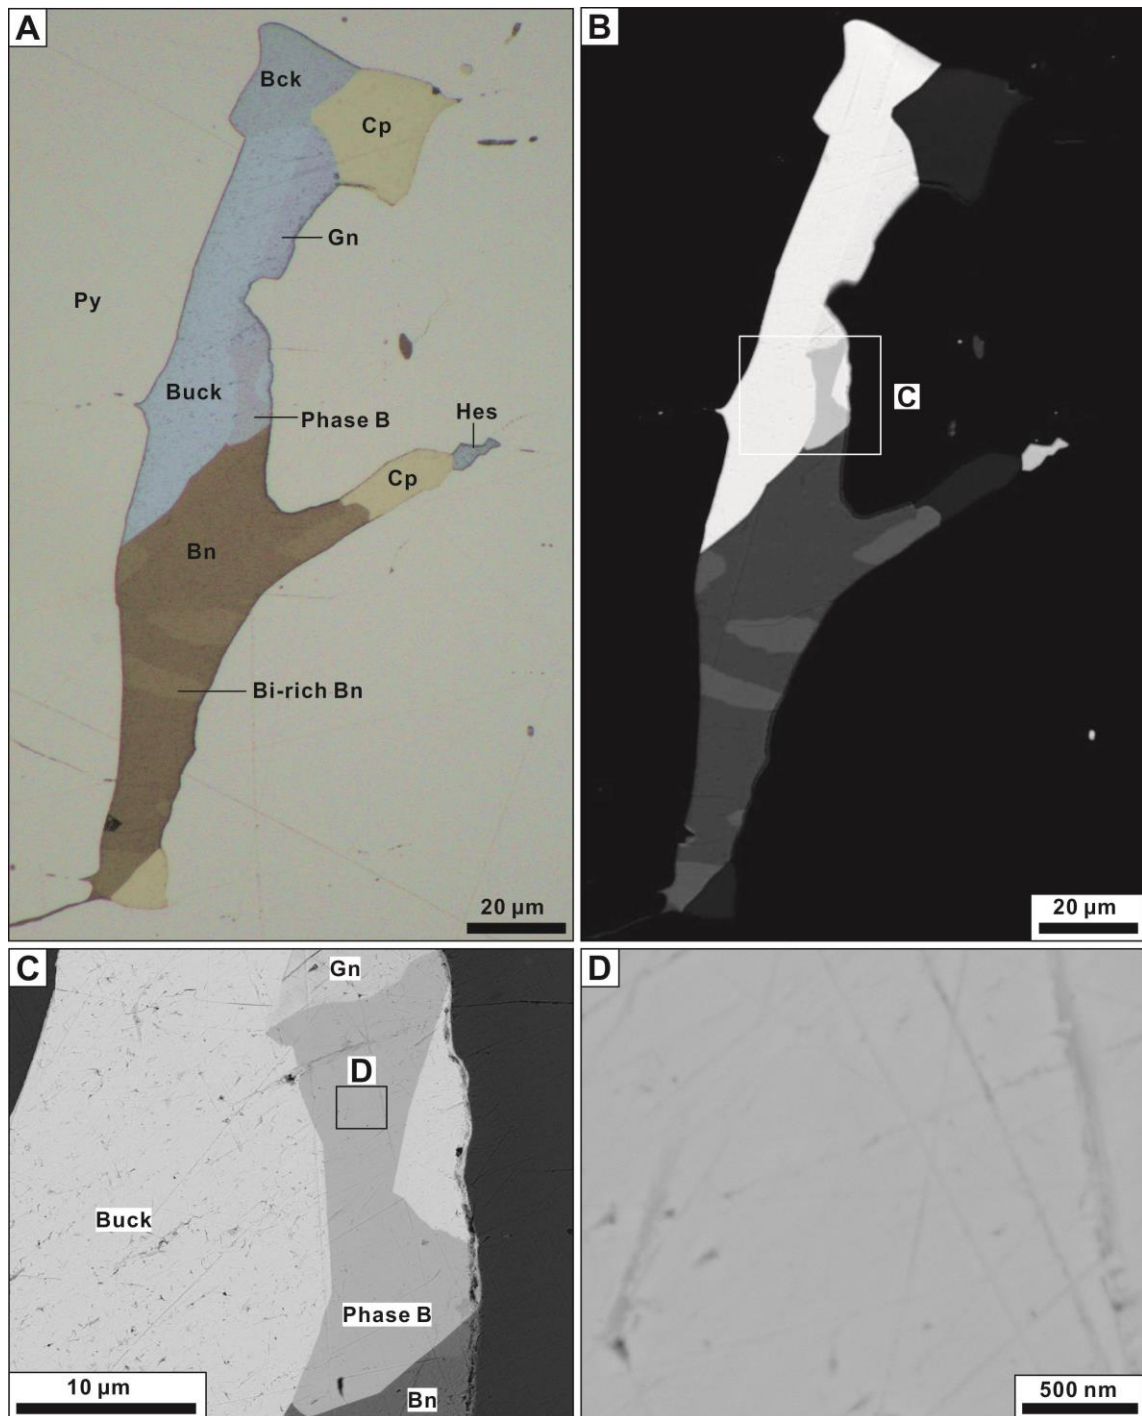 A
Bck
Cp
Gn
Py
Buck
Phase B
Hes
Cp
Bn
Bi-rich Bn
20 µm
B
C
20 µm
C
Gn
D
Buck
Phase B
10 µm
Bn
D
500 nm